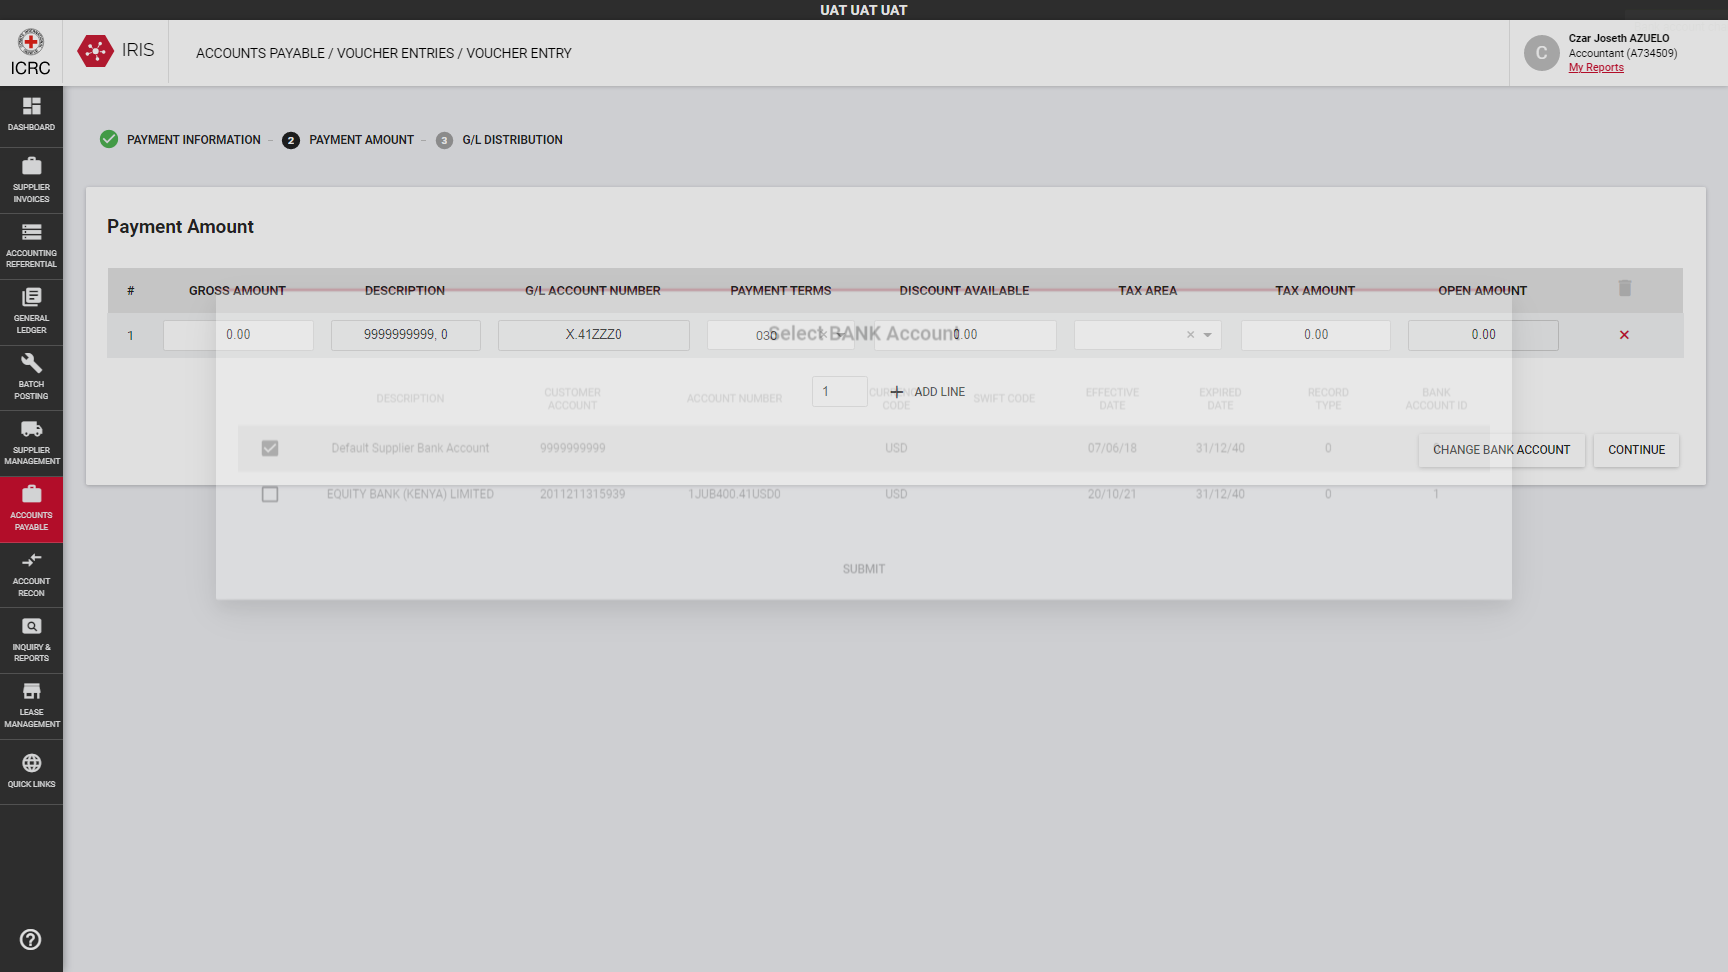 UAT UAT UAT
ICRC
IRIS
ACCOUNTS PAYABLE / VOUCHER ENTRIES / VOUCHER ENTRY
C
Czar Joseth AZUELO
Accountant (A734509)
My Reports
DASHBOARD
SUPPLIER
INVOICES
ACCOUNTING
REFERENTIAL
GENERAL
LEDGER
BATCH
POSTING
SUPPLIER
MANAGEMENT
ACCOUNTS
PAYABLE
ACCOUNT
RECON
INQUIRY &
REPORTS
LEASE
MANAGEMENT
QUICK LINKS
PAYMENT INFORMATION – 2 PAYMENT AMOUNT – 3 G/L DISTRIBUTION
Payment Amount
# GROSS AMOUNT DESCRIPTION G/L ACCOUNT NUMBER PAYMENT TERMS DISCOUNT AVAILABLE TAX AREA TAX AMOUNT OPEN AMOUNT
1 0.00 9999999999, 0 X.41ZZZ0 030 × 0.00 × 0.00 0.00 ×
1 + ADD LINE
CHANGE BANK ACCOUNT CONTINUE
Select BANK Account
DESCRIPTION CUSTOMER ACCOUNT ACCOUNT NUMBER CURRENCY CODE SWIFT CODE EFFECTIVE DATE EXPIRED DATE RECORD TYPE BANK ACCOUNT ID
Default Supplier Bank Account 9999999999 USD 07/06/18 31/12/40 0
EQUITY BANK (KENYA) LIMITED 2011211315939 1JUB400.41USD0 USD 20/10/21 31/12/40 0 1
SUBMIT